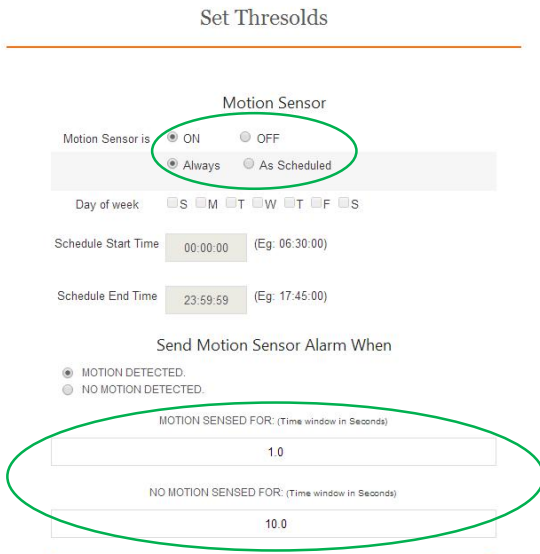 Set Thresolds
Motion Sensor
Motion Sensor is ON OFF
Always As Scheduled
Day of week S M T W T F S
Schedule Start Time 00:00:00 (Eg: 06:30:00)
Schedule End Time 23:59:59 (Eg: 17:45:00)
Send Motion Sensor Alarm When
MOTION DETECTED.
NO MOTION DETECTED.
MOTION SENSED FOR: (Time window in Seconds)
1.0
NO MOTION SENSED FOR: (Time window in Seconds)
10.0